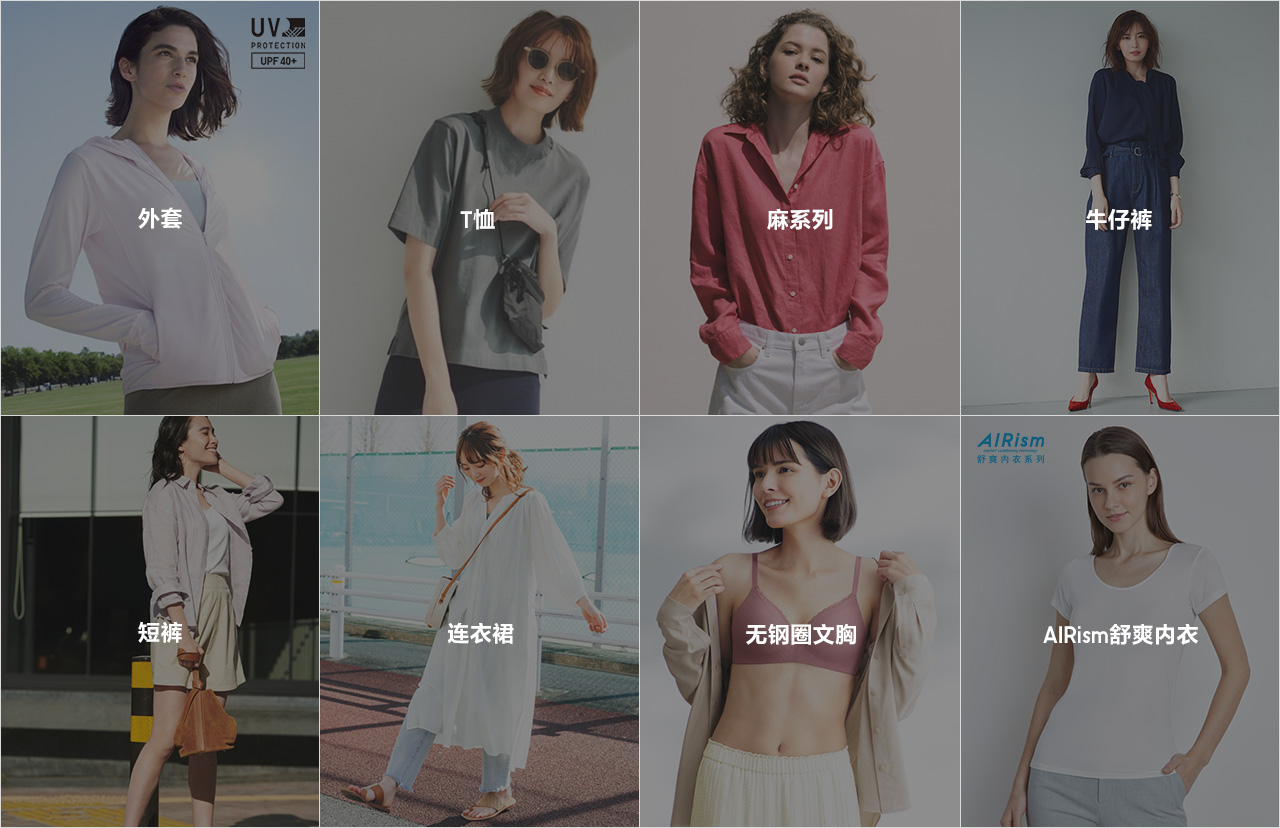 UV
PROTECTION
UPF 40+
外套
T恤
麻系列
牛仔裤
短裤
连衣裙
无钢圈文胸
AIRism
舒爽内衣系列
AIRism舒爽内衣